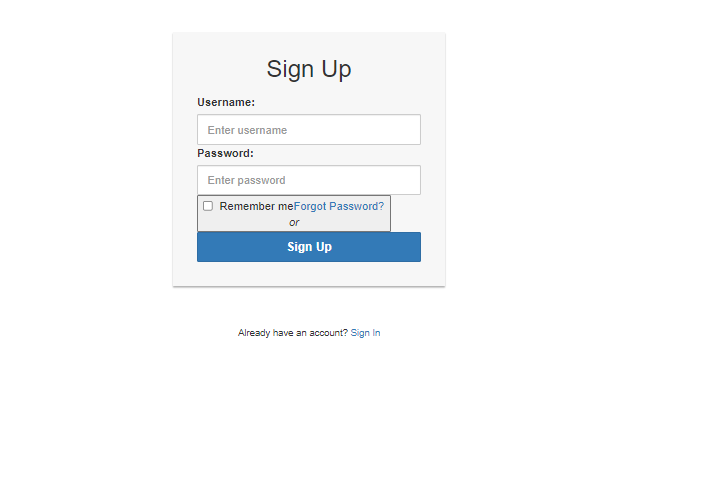 Sign Up
Username:
Enter username
Password:
Enter password
Remember meForgot Password?
or
Sign Up
Already have an account? Sign In